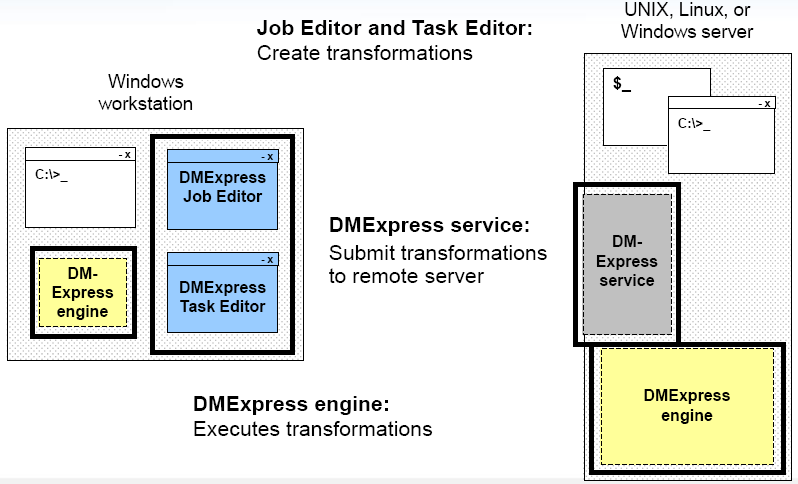 Job Editor and Task Editor:
Create transformations
UNIX, Linux, or
Windows server
Windows
workstation
$_
- x
C:\>_
- x
C:\>_
- x
DMExpress
Job Editor
DMExpress service:
Submit transformations
to remote server
DM-
Express
service
DM-
Express
engine
- x
DMExpress
Task Editor
DMExpress engine:
Executes transformations
DMExpress
engine